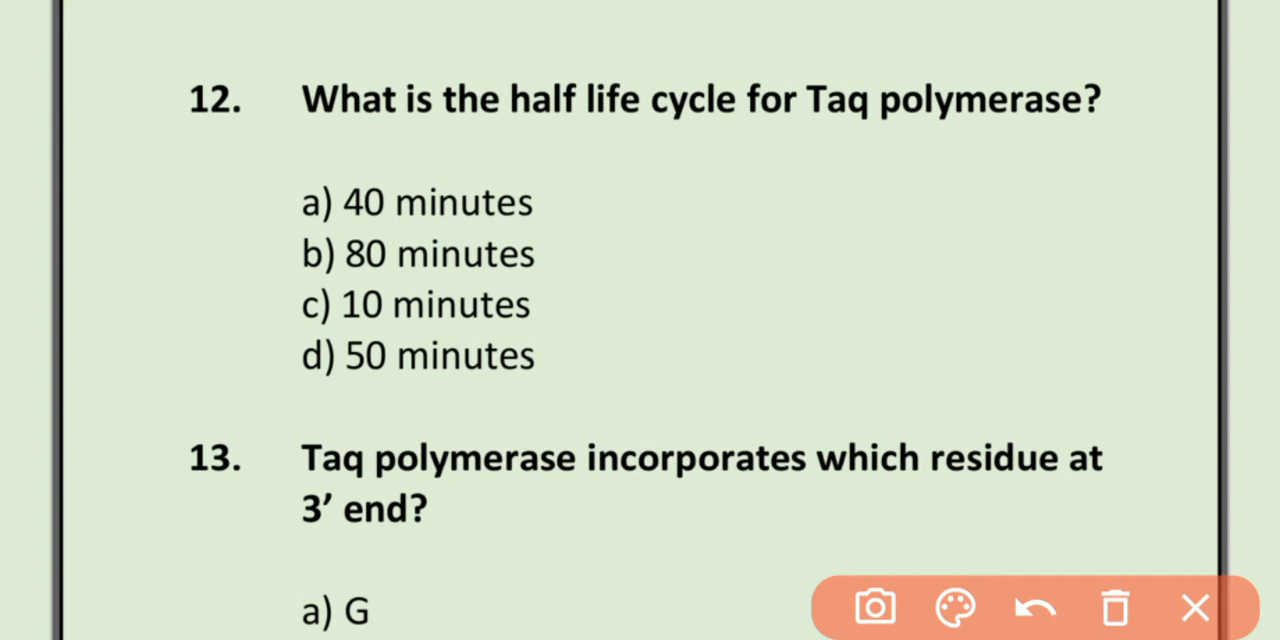 12. What is the half life cycle for Taq polymerase?
a) 40 minutes
b) 80 minutes
c) 10 minutes
d) 50 minutes
13. Taq polymerase incorporates which residue at
3’ end?
a) G